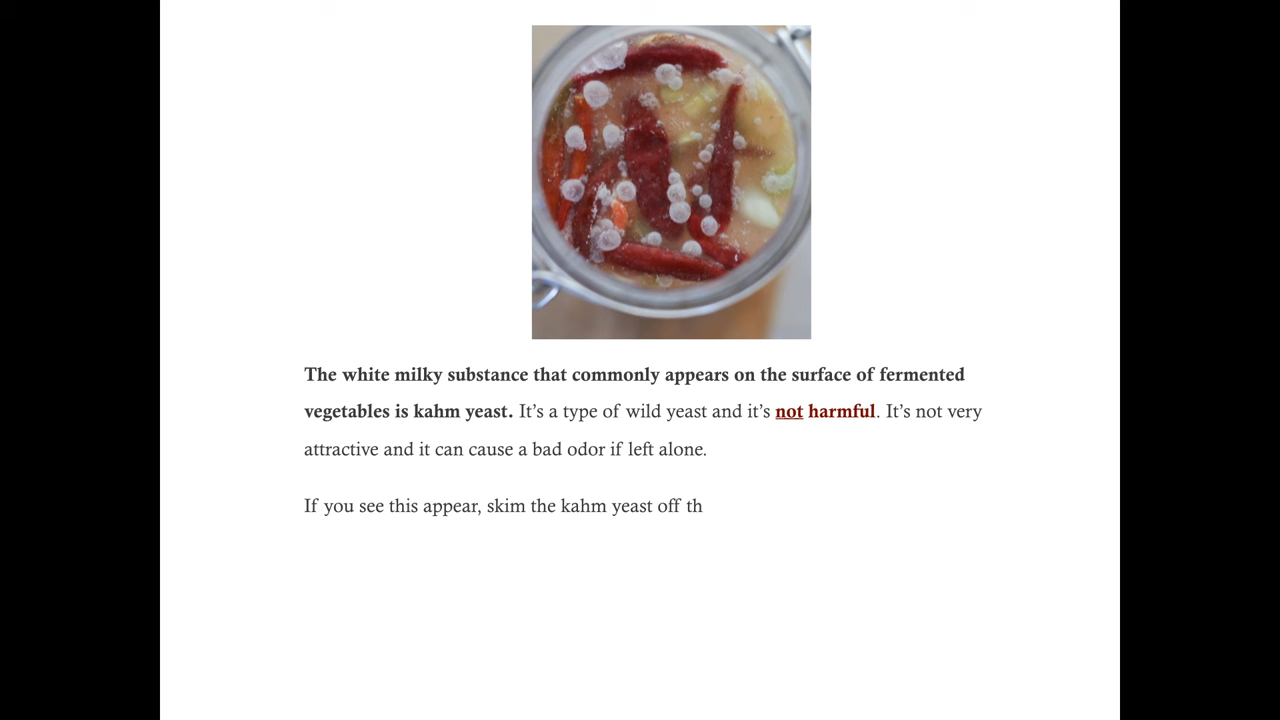 The white milky substance that commonly appears on the surface of fermented
vegetables is kahm yeast. It’s a type of wild yeast and it’s not harmful. It’s not very
attractive and it can cause a bad odor if left alone.
If you see this appear, skim the kahm yeast off th